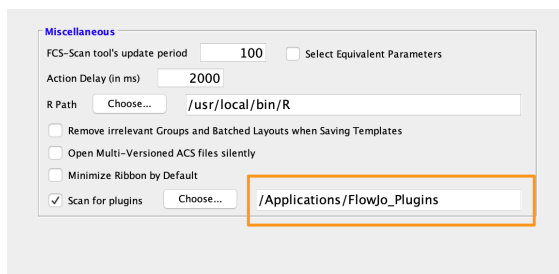 Miscellaneous
FCS-Scan tool's update period 100 Select Equivalent Parameters
Action Delay (in ms) 2000
R Path Choose... /usr/local/bin/R
Remove irrelevant Groups and Batched Layouts when Saving Templates
Open Multi-Versioned ACS files silently
Minimize Ribbon by Default
Scan for plugins Choose... /Applications/FlowJo_Plugins